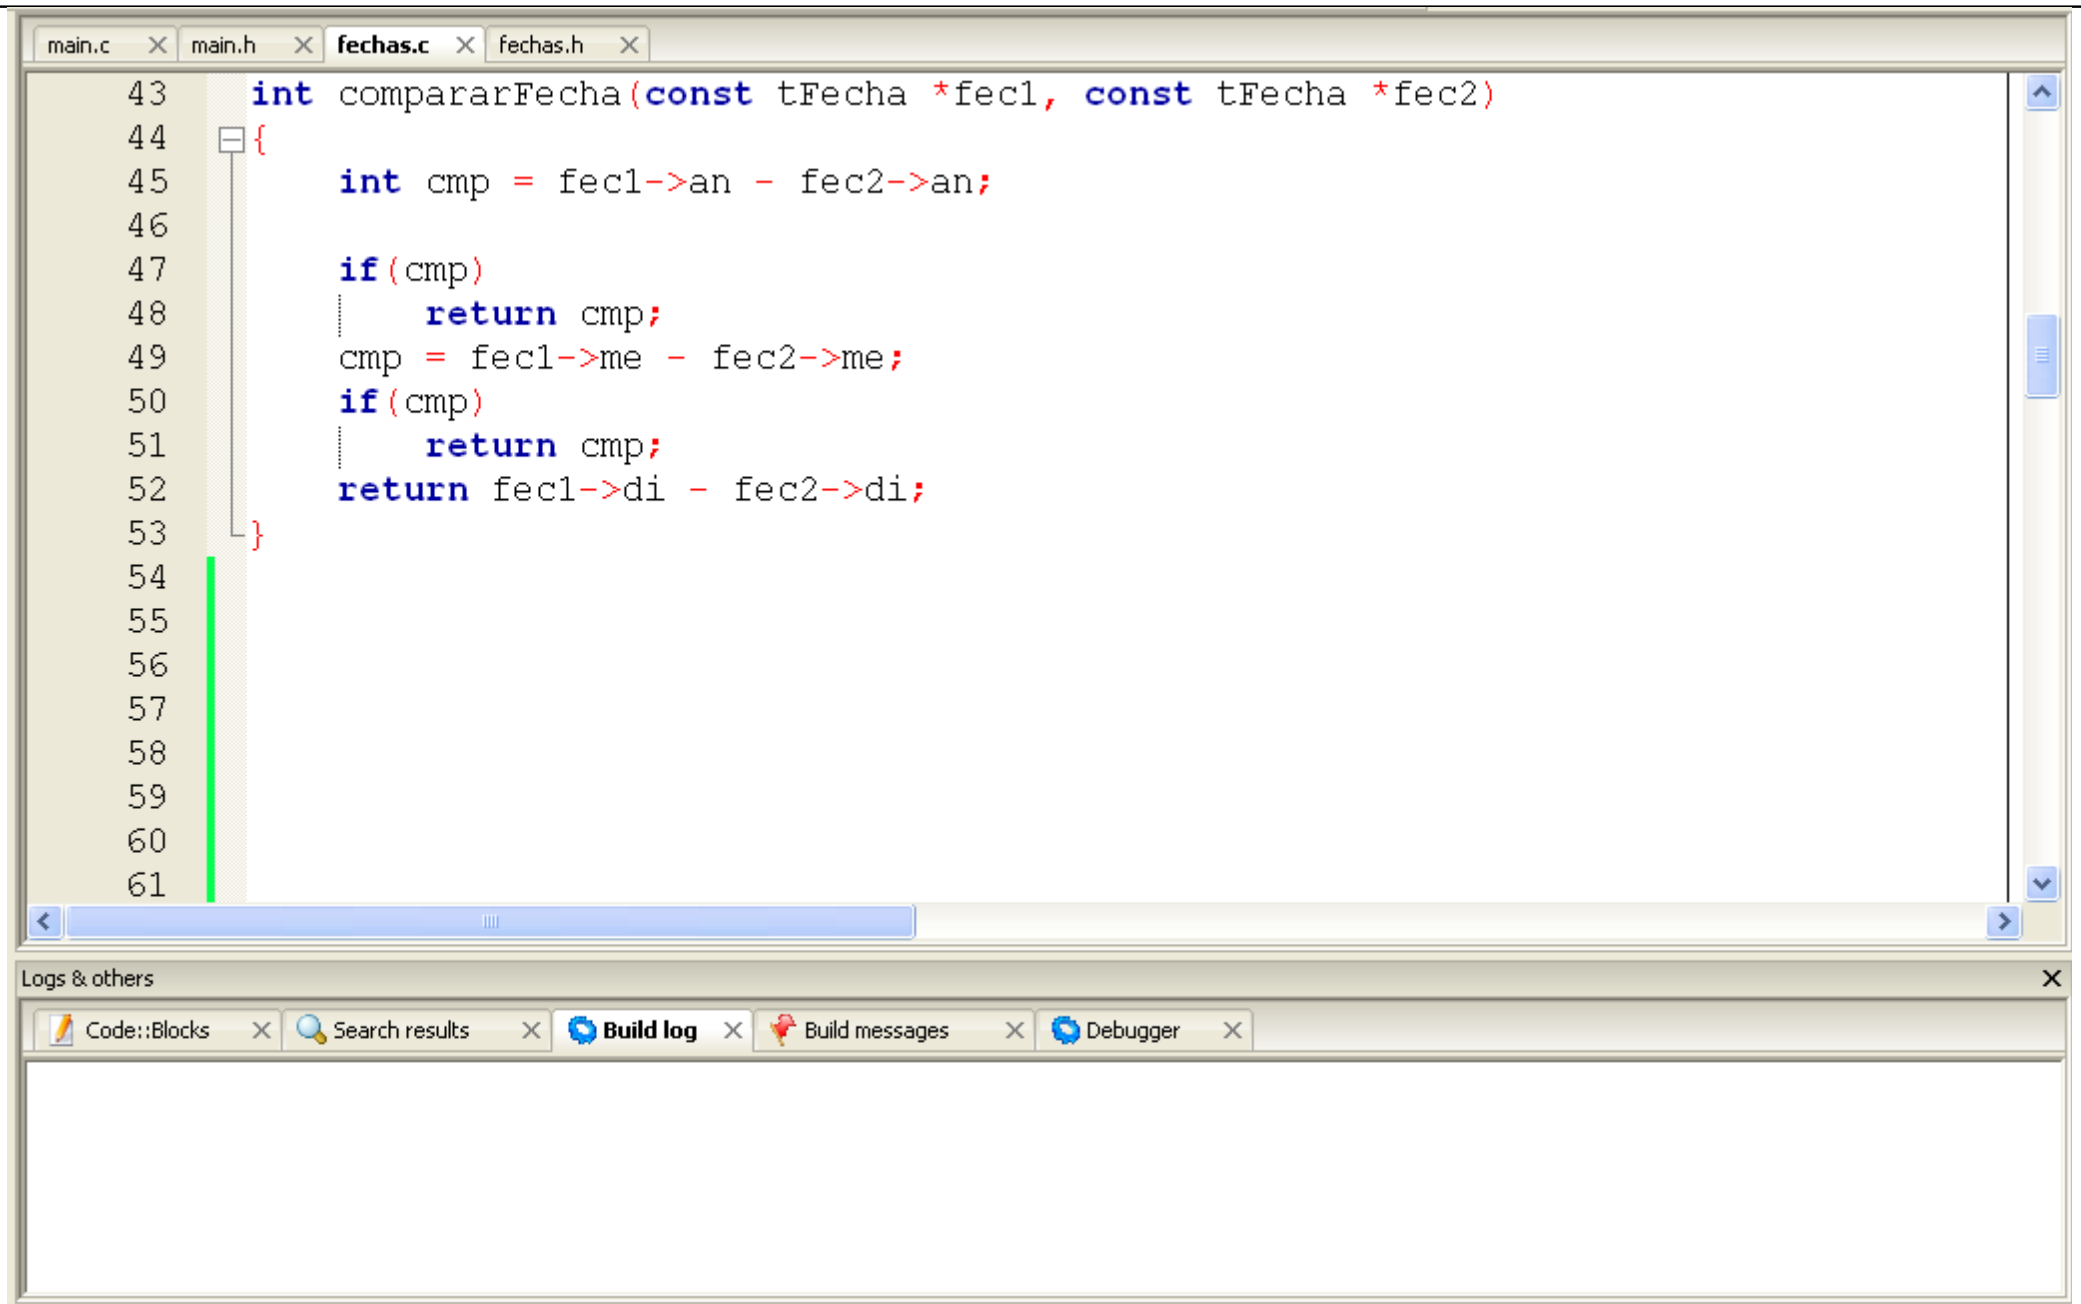 main.c main.h fechas.c fechas.h
43 int compararFecha(const tFecha *fec1, const tFecha *fec2)
44 {
45 int cmp = fec1->an - fec2->an;
46
47 if(cmp)
48 return cmp;
49 cmp = fec1->me - fec2->me;
50 if(cmp)
51 return cmp;
52 return fec1->di - fec2->di;
53 }
54
55
56
57
58
59
60
61
Logs & others
Code::Blocks Search results Build log Build messages Debugger